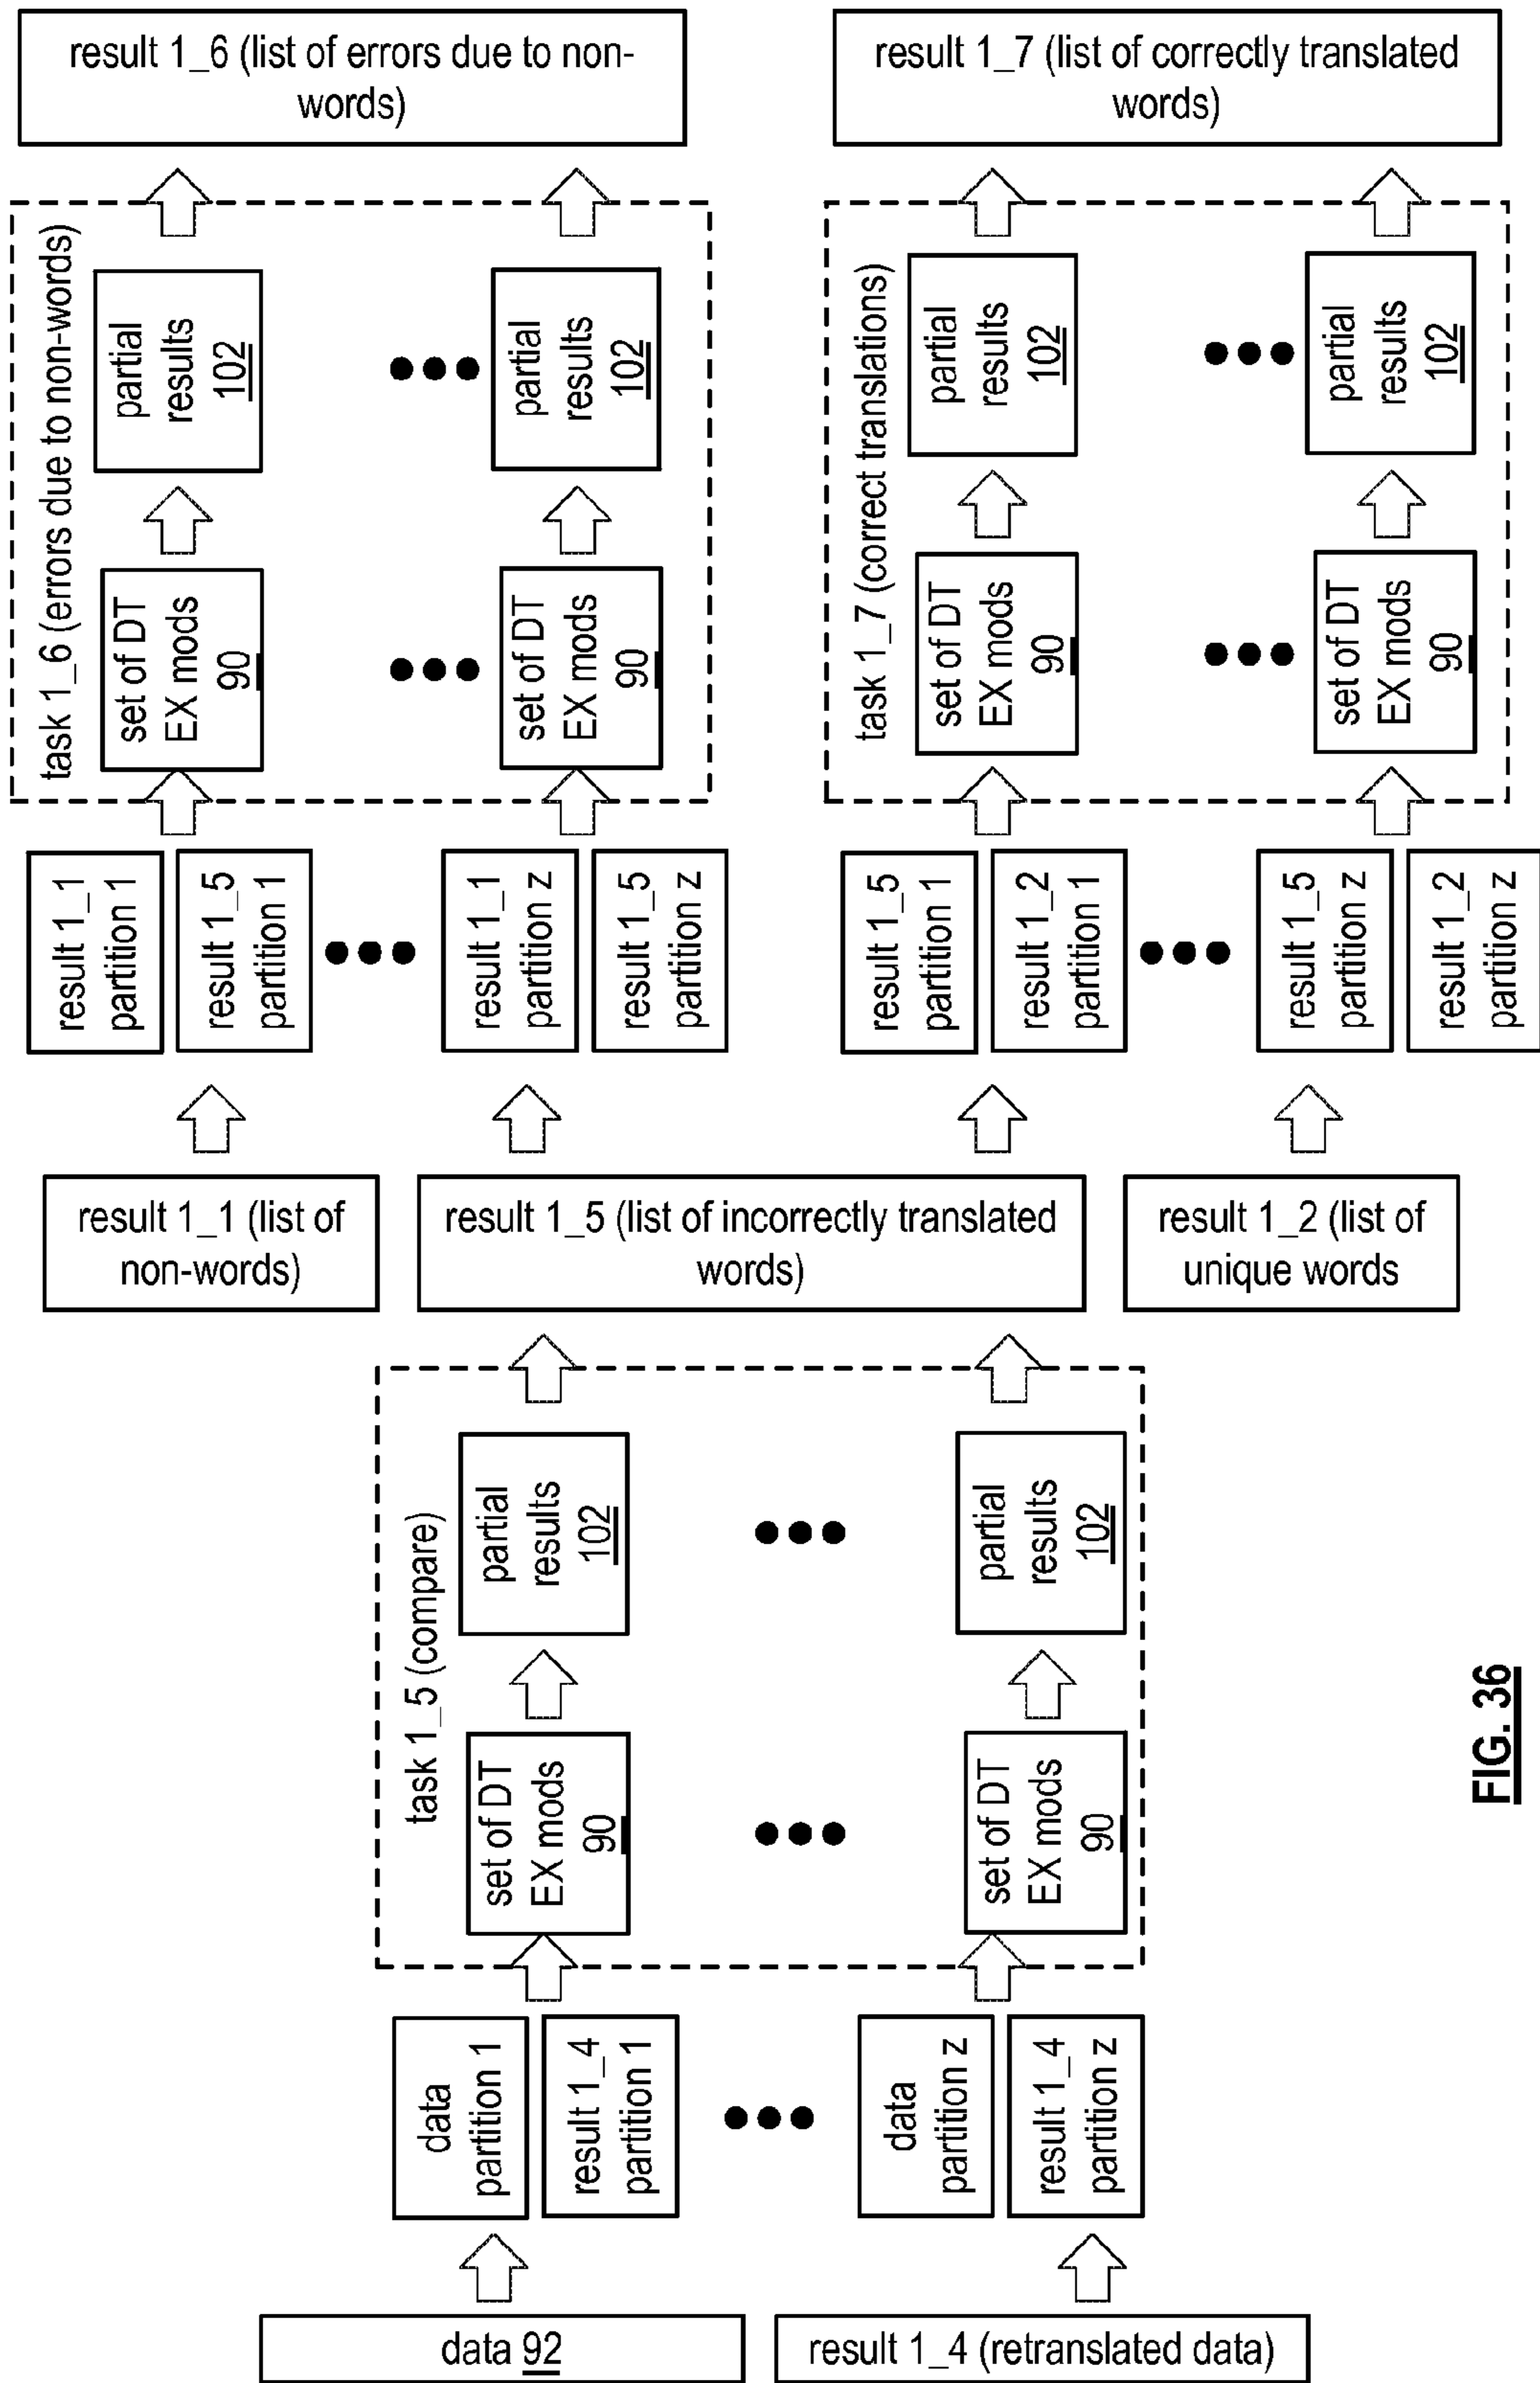 data 92
result 1_4 (retranslated data)
data
partition 1
result 1_4
partition 1
data
partition z
result 1_4
partition z
task 1_5 (compare)
set of DT
EX mods
90
partial
results
102
set of DT
EX mods
90
partial
results
102
result 1_1 (list of
non-words)
result 1_5 (list of incorrectly translated
words)
result 1_2 (list of
unique words
result 1_1
partition 1
result 1_5
partition 1
result 1_1
partition z
result 1_5
partition z
task 1_6 (errors due to non-words)
set of DT
EX mods
90
partial
results
102
set of DT
EX mods
90
partial
results
102
result 1_6 (list of errors due to non-
words)
result 1_5
partition 1
result 1_2
partition 1
result 1_5
partition z
result 1_2
partition z
task 1_7 (correct translations)
set of DT
EX mods
90
partial
results
102
set of DT
EX mods
90
partial
results
102
result 1_7 (list of correctly translated
words)
FIG. 36